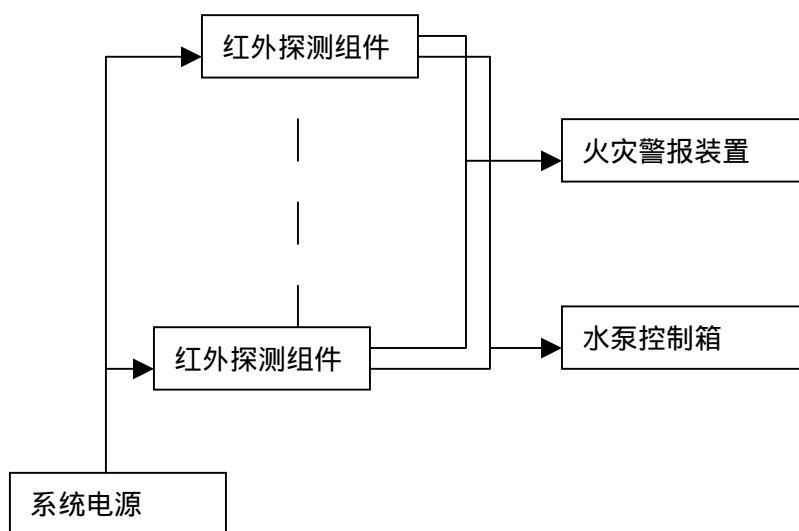 红外探测组件
火灾警报装置
水泵控制箱
红外探测组件
系统电源